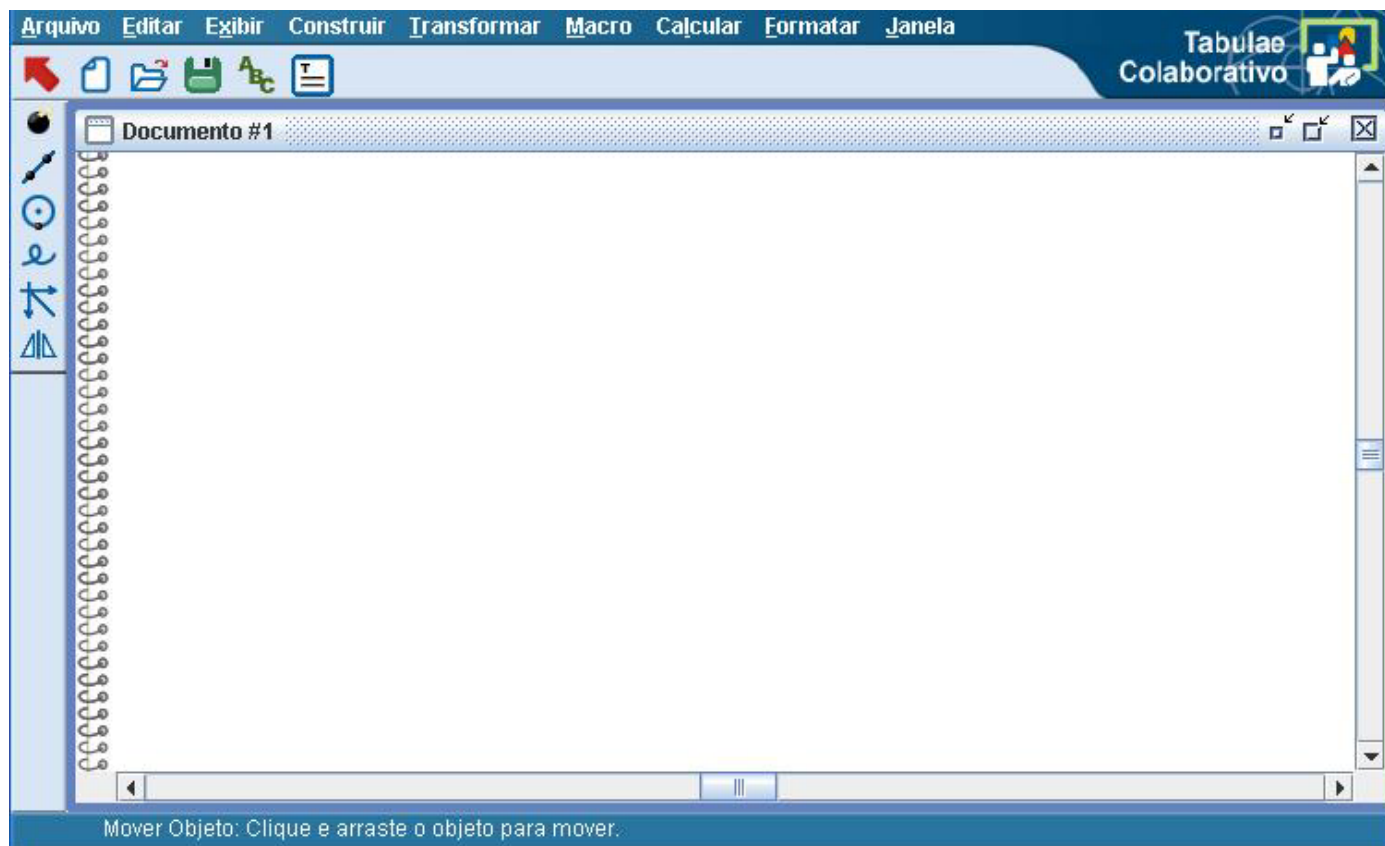 Arquivo Editar Exibir Construir Transformar Macro Calcular Formatar Janela
Tabulae
Colaborativo
ABC
T
Documento #1
Mover Objeto: Clique e arraste o objeto para mover.